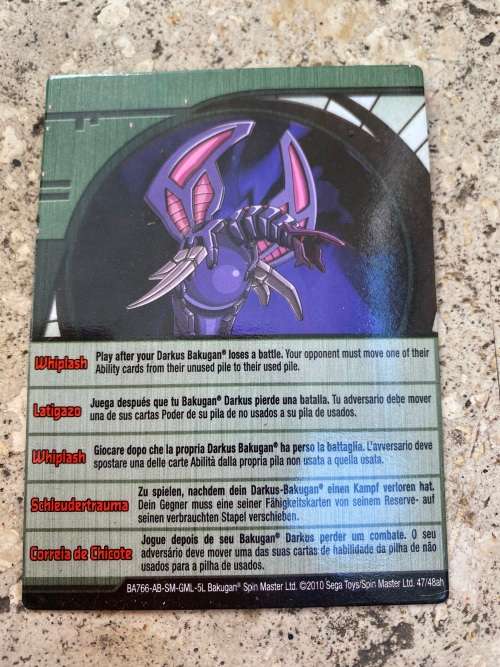 Whiplash
Play after your Darkus Bakugan® loses a battle. Your opponent must move one of their
Ability cards from their unused pile to their used pile.
Latigazo
Juega después que tu Bakugan® Darkus pierde una batalla. Tu adversario debe mover
una de sus cartas Poder de su pila de no usados a su pila de usados.
Whiplash
Giocare dopo che la propria Darkus Bakugan® ha perso la battaglia. L'avversario deve
spostare una delle carte Abilità dalla propria pila non usata a quella usata.
Schleudertrauma
Zu spielen, nachdem dein Darkus-Bakugan® einen Kampf verloren hat.
Dein Gegner muss eine seiner Fähigkeitskarten von seinem Reserve- auf
seinen verbrauchten Stapel verschieben.
Correia de Chicote
Jogue depois de seu Bakugan® Darkus perder um combate. O seu
adversário deve mover uma das suas cartas de habilidade da pilha de não
usados para a pilha de usados.
BA766-AB-SM-GML-5L Bakugan® Spin Master Ltd. ©2010 Sega Toys/Spin Master Ltd. 47/48ah